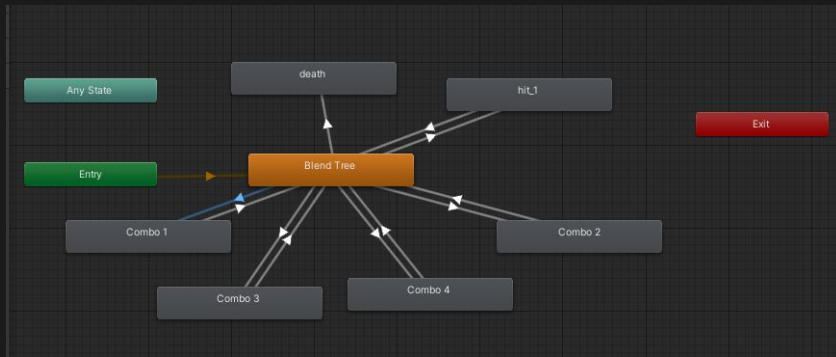 death
Any State
hit_1
Exit
Blend Tree
Entry
Combo 1
Combo 2
Combo 4
Combo 3